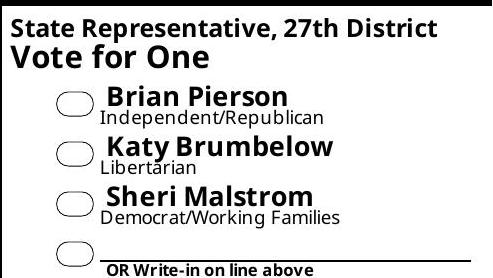 State Representative, 27th District
Vote for One
Brian Pierson
Independent/Republican
Katy Brumbelow
Libertarian
Sheri Malstrom
Democrat/Working Families
OR Write-in on line above